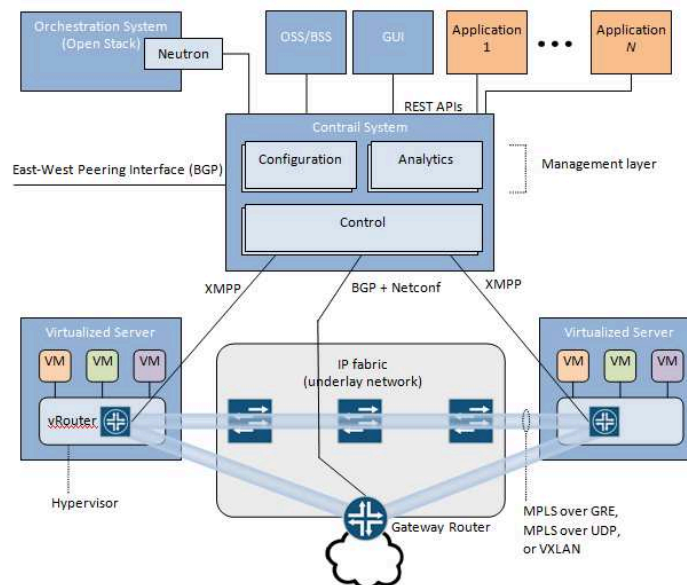 Orchestration System
(Open Stack)
Neutron
OSS/BSS
GUI
Application
1
Application
N
REST APIs
Contrail System
Configuration
Analytics
Management layer
East-West Peering Interface (BGP)
Control
XMPP
BGP + Netconf
XMPP
Virtualized Server
VM
VM
VM
vRouter
Hypervisor
IP fabric
(underlay network)
Virtualized Server
VM
VM
VM
Gateway Router
MPLS over GRE,
MPLS over UDP,
or VXLAN